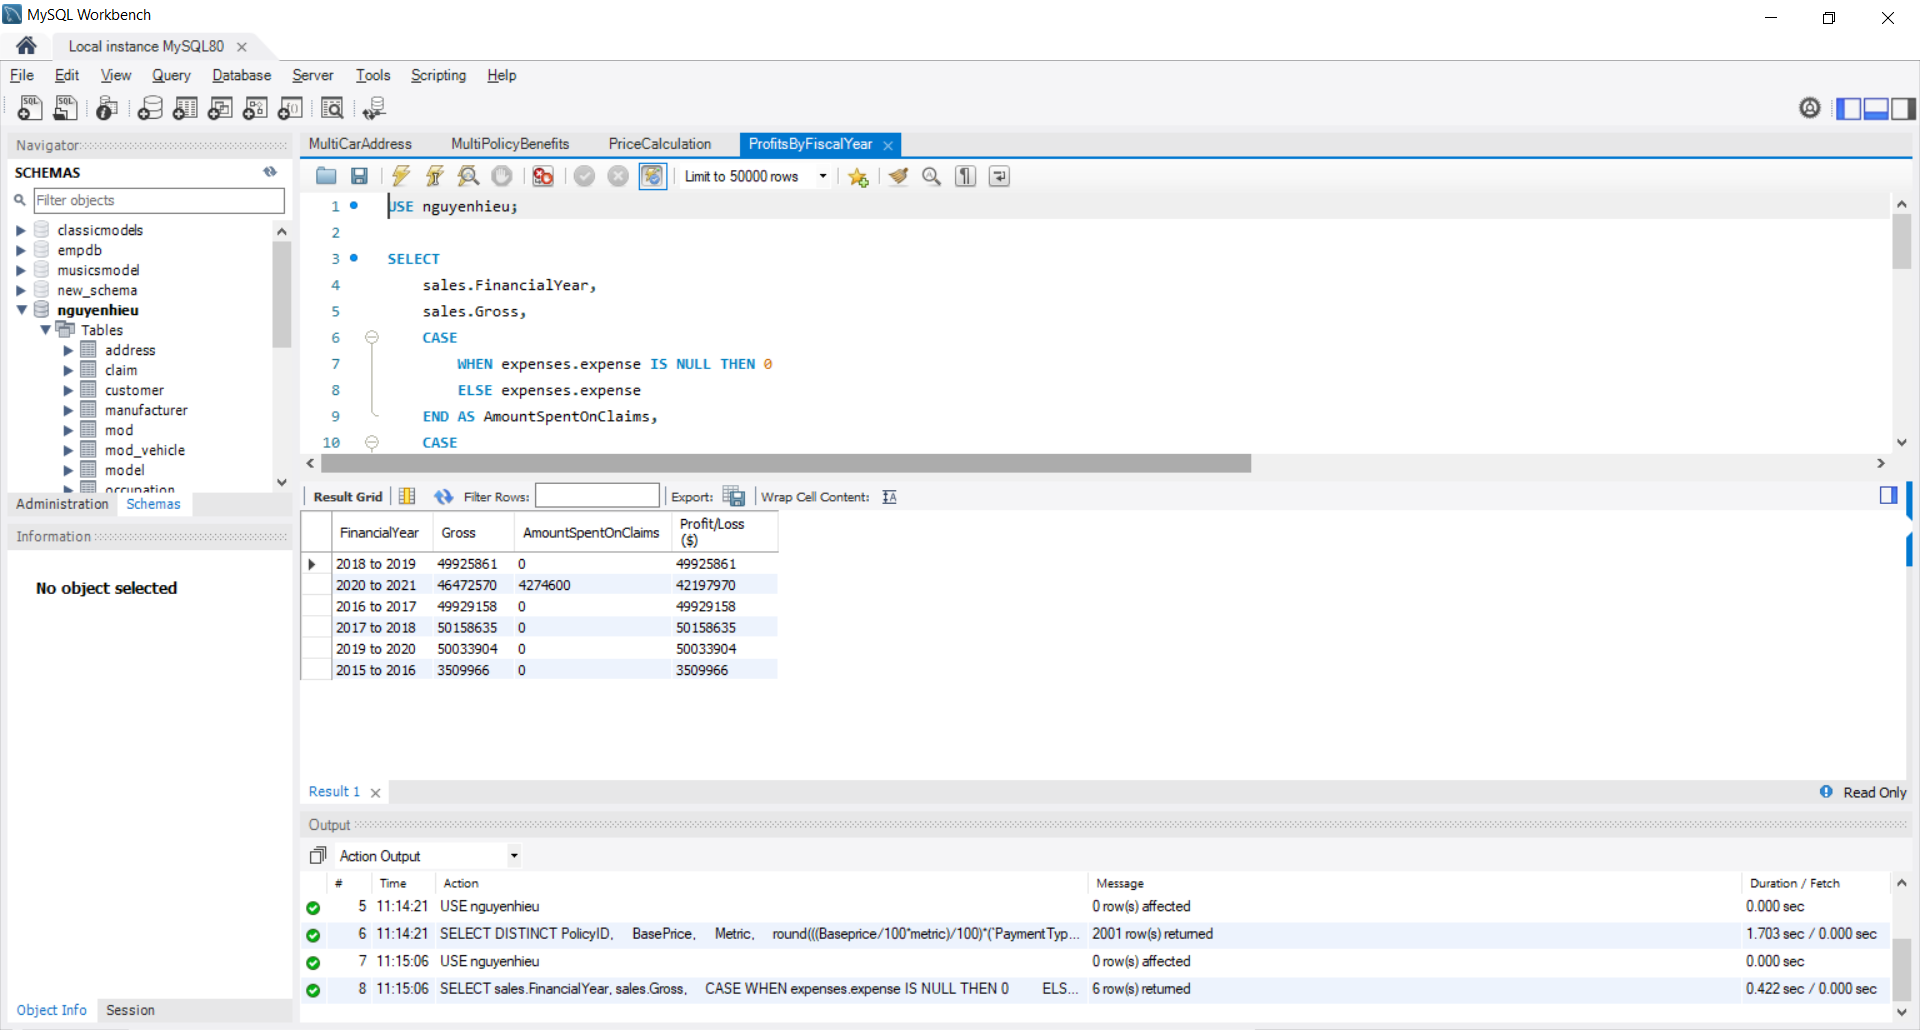 MySQL Workbench
Local instance MySQL80
File Edit View Query Database Server Tools Scripting Help
Navigator
SCHEMAS
Filter objects
classicmodels
empdb
musicsmodel
new_schema
nguyenhieu
Tables
address
claim
customer
manufacturer
mod
mod_vehicle
model
occupation
Administration Schemas
Information
No object selected
Object Info Session
MultiCarAddress MultiPolicyBenefits PriceCalculation ProfitsByFiscalYear
Limit to 50000 rows
1 USE nguyenhieu;
2
3 SELECT
4 sales.FinancialYear,
5 sales.Gross,
6 CASE
7 WHEN expenses.expense IS NULL THEN 0
8 ELSE expenses.expense
9 END AS AmountSpentOnClaims,
10 CASE
Result Grid Filter Rows: Export: Wrap Cell Content:
FinancialYear Gross AmountSpentOnClaims Profit/Loss ($)
2018 to 2019 49925861 0 49925861
2020 to 2021 46472570 4274600 42197970
2016 to 2017 49929158 0 49929158
2017 to 2018 50158635 0 50158635
2019 to 2020 50033904 0 50033904
2015 to 2016 3509966 0 3509966
Result 1 Read Only
Output
Action Output
# Time Action Message Duration / Fetch
5 11:14:21 USE nguyenhieu 0 row(s) affected 0.000 sec
6 11:14:21 SELECT DISTINCT PolicyID, BasePrice, Metric, round(((Baseprice/100*metric)/100)*(`PaymentTyp... 2001 row(s) returned 1.703 sec / 0.000 sec
7 11:15:06 USE nguyenhieu 0 row(s) affected 0.000 sec
8 11:15:06 SELECT sales.FinancialYear, sales.Gross, CASE WHEN expenses.expense IS NULL THEN 0 ELS... 6 row(s) returned 0.422 sec / 0.000 sec